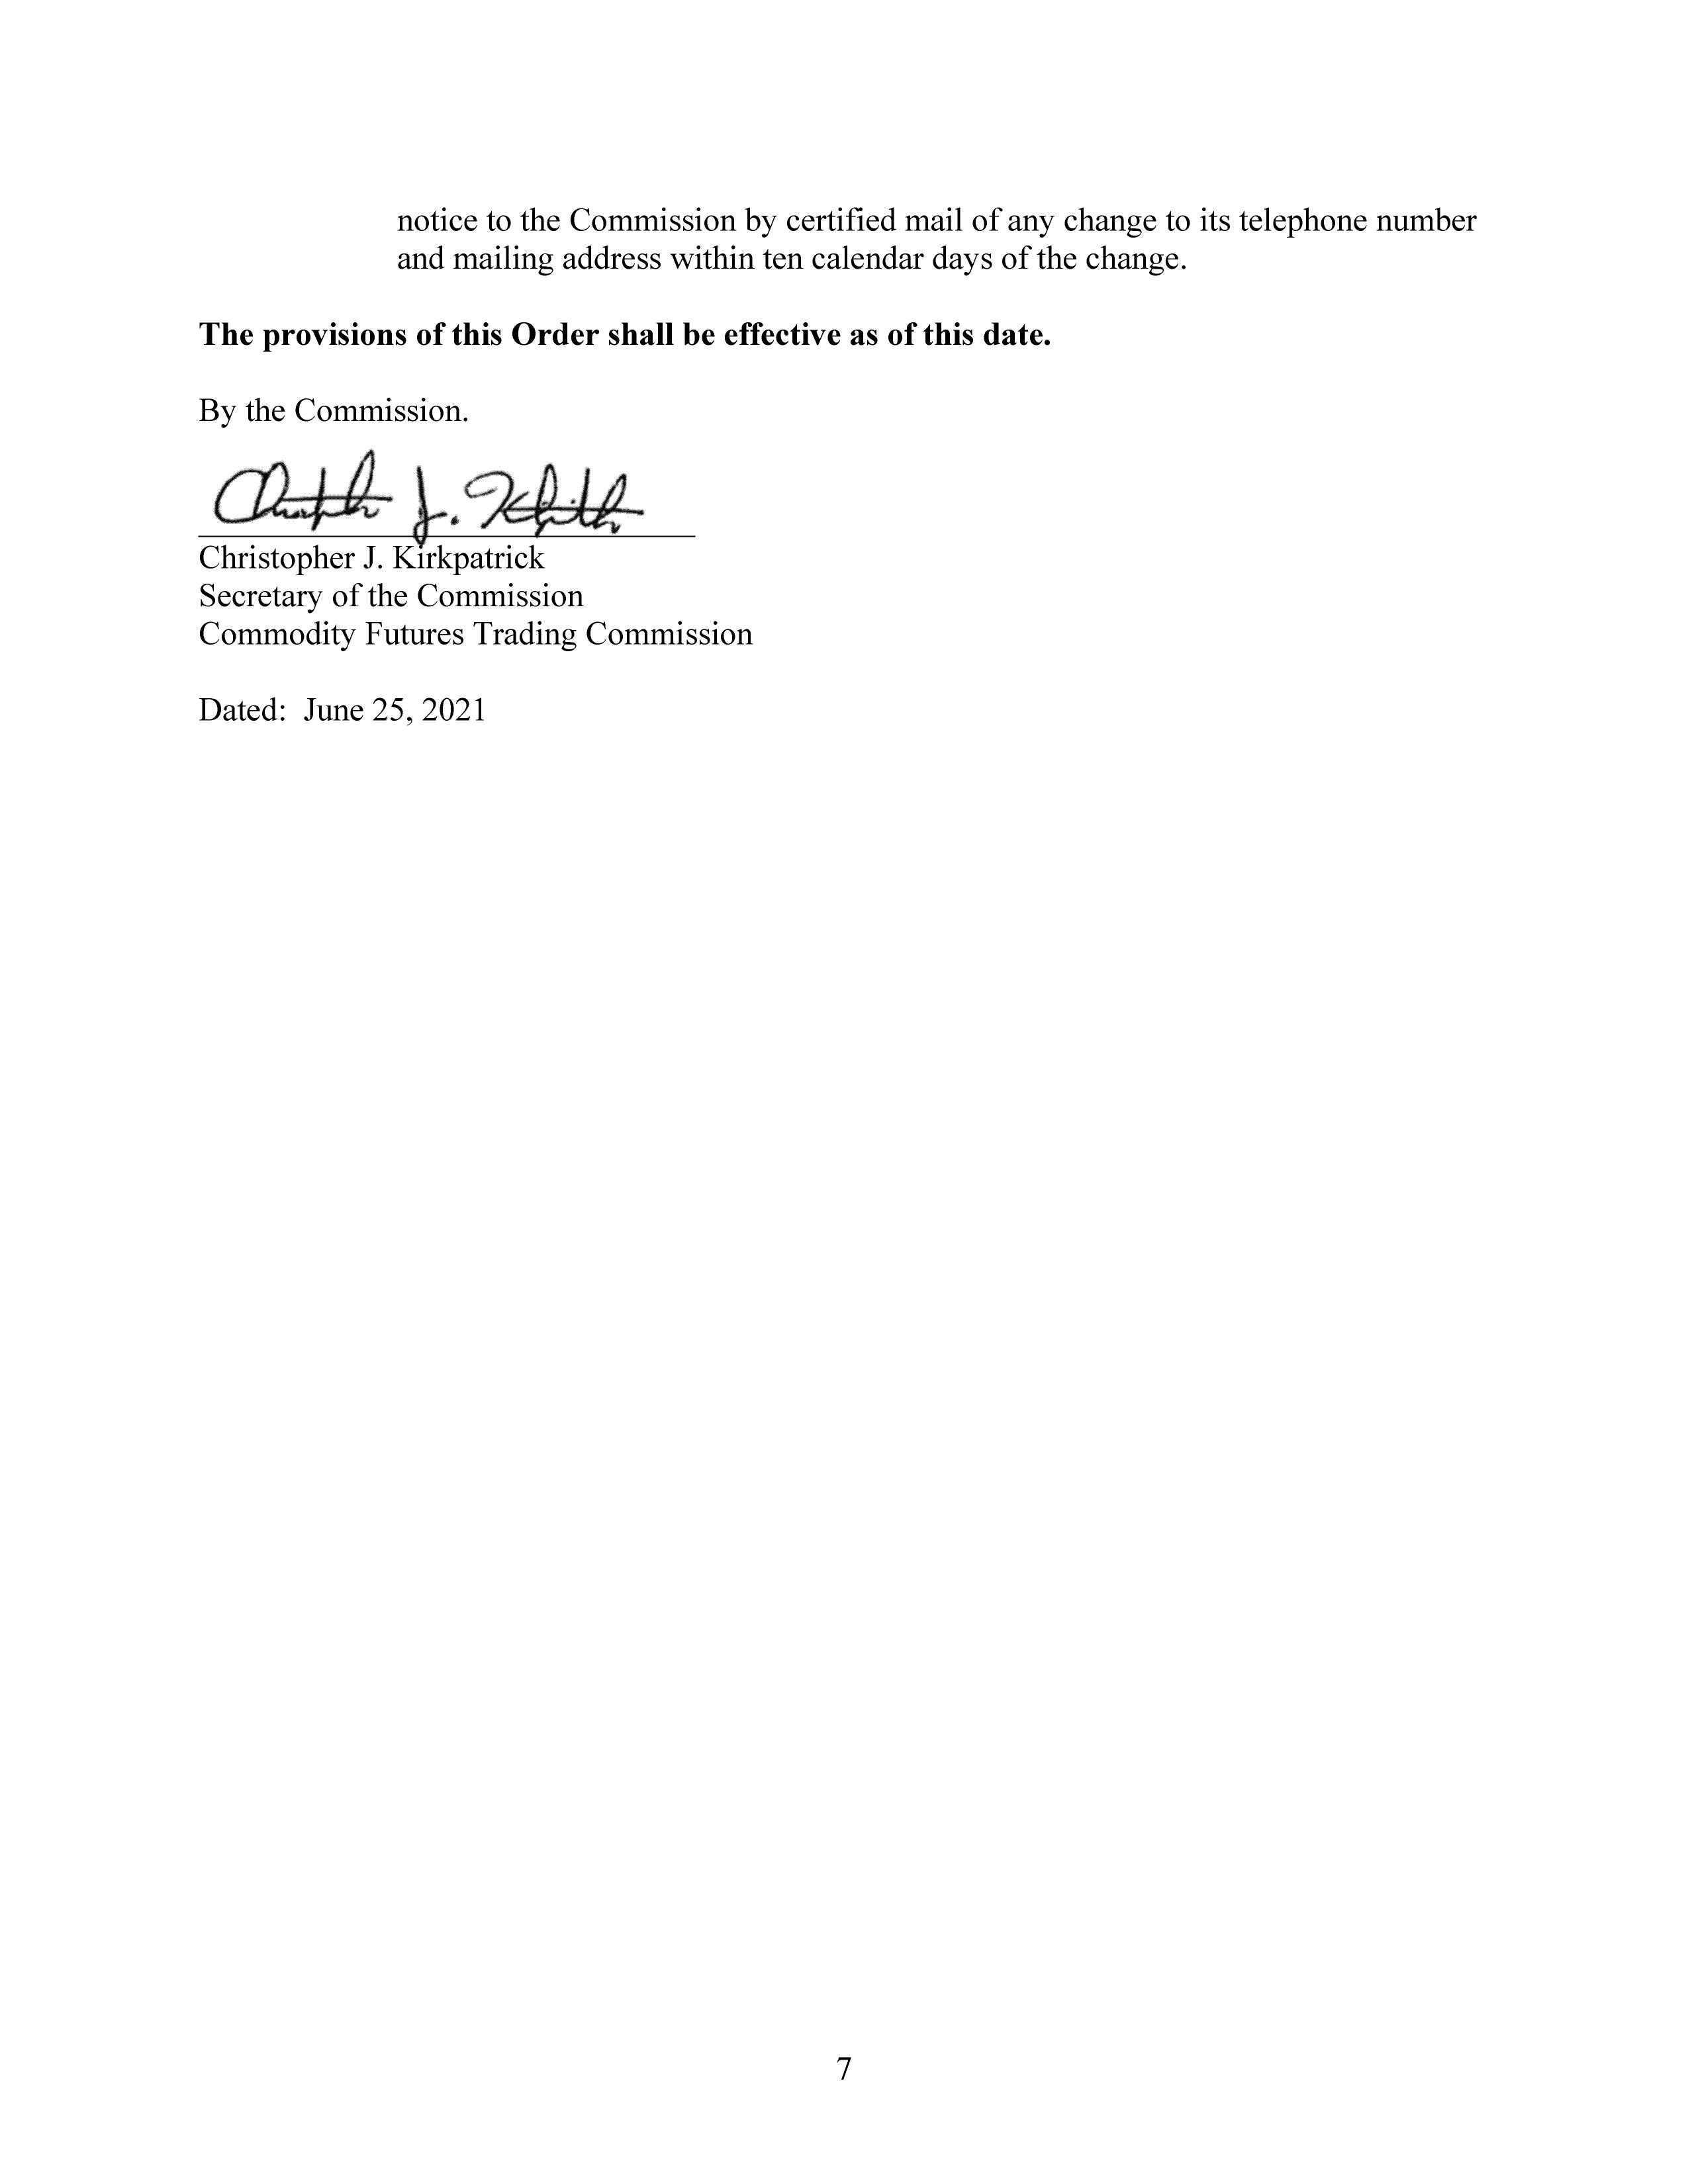 notice to the Commission by certified mail of any change to its telephone number
and mailing address within ten calendar days of the change.
The provisions of this Order shall be effective as of this date.
By the Commission.
Christopher J. Kirkpatrick
Secretary of the Commission
Commodity Futures Trading Commission
Dated: June 25, 2021
7